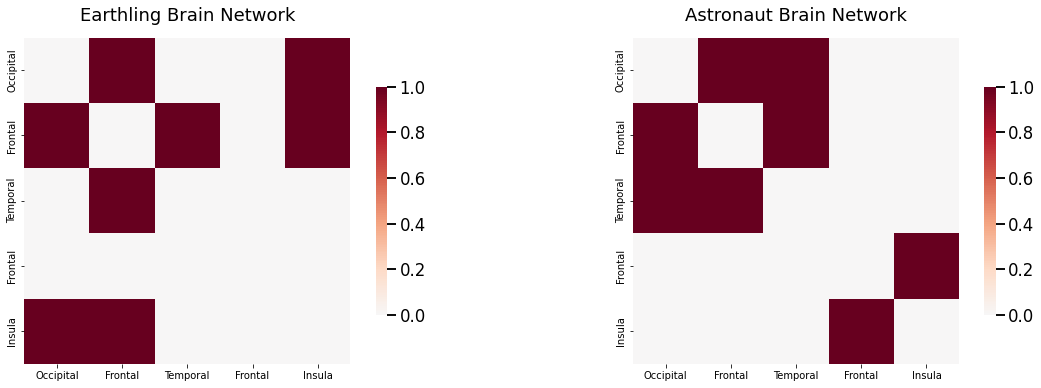 Earthling Brain Network
Occipital
Frontal
Temporal
Frontal
Insula
Occipital Frontal Temporal Frontal Insula
1.0
0.8
0.6
0.4
0.2
0.0
Astronaut Brain Network
Occipital
Frontal
Temporal
Frontal
Insula
Occipital Frontal Temporal Frontal Insula
1.0
0.8
0.6
0.4
0.2
0.0